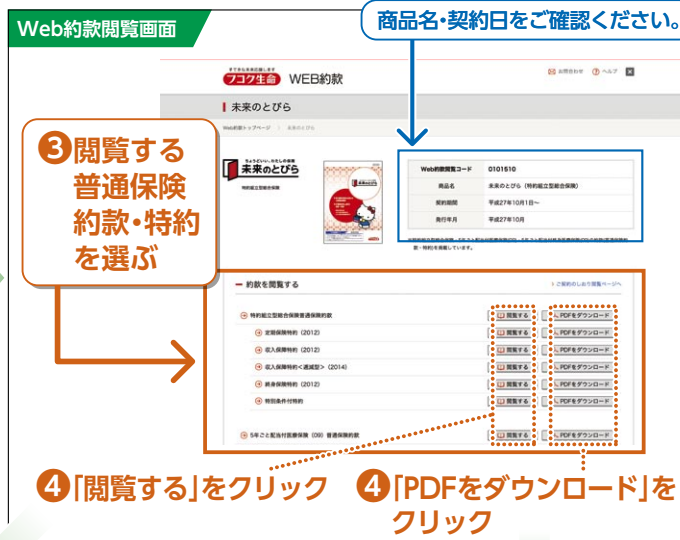 Web約款閲覧画面
商品名・契約日をご確認ください。
フコク生命 WEB約款
お問合わせ ヘルプ
未来のとびら
Web約款トップページ 未来のとびら
❸閲覧する
普通保険
約款・特約
を選ぶ
ちょうどいい、わたしの保険
未来のとびら
特約組立型総合保険
Web約款閲覧コード 0101510
商品名 未来のとびら（特約組立型総合保険）
契約期間 平成27年10月1日～
発行年月 平成27年10月
約款を閲覧する
ご契約のしおり閲覧ページへ
特約組立型総合保険普通保険約款 閲覧する PDFをダウンロード
定期保険特約（2012） 閲覧する PDFをダウンロード
収入保障特約（2012） 閲覧する PDFをダウンロード
収入保障特約＜逓減型＞（2014） 閲覧する PDFをダウンロード
終身保険特約（2012） 閲覧する PDFをダウンロード
特別条件付特約 閲覧する PDFをダウンロード
5年ごと配当付医療保険（09）普通保険約款 閲覧する PDFをダウンロード
❹「閲覧する」をクリック
❹「PDFをダウンロード」を
クリック